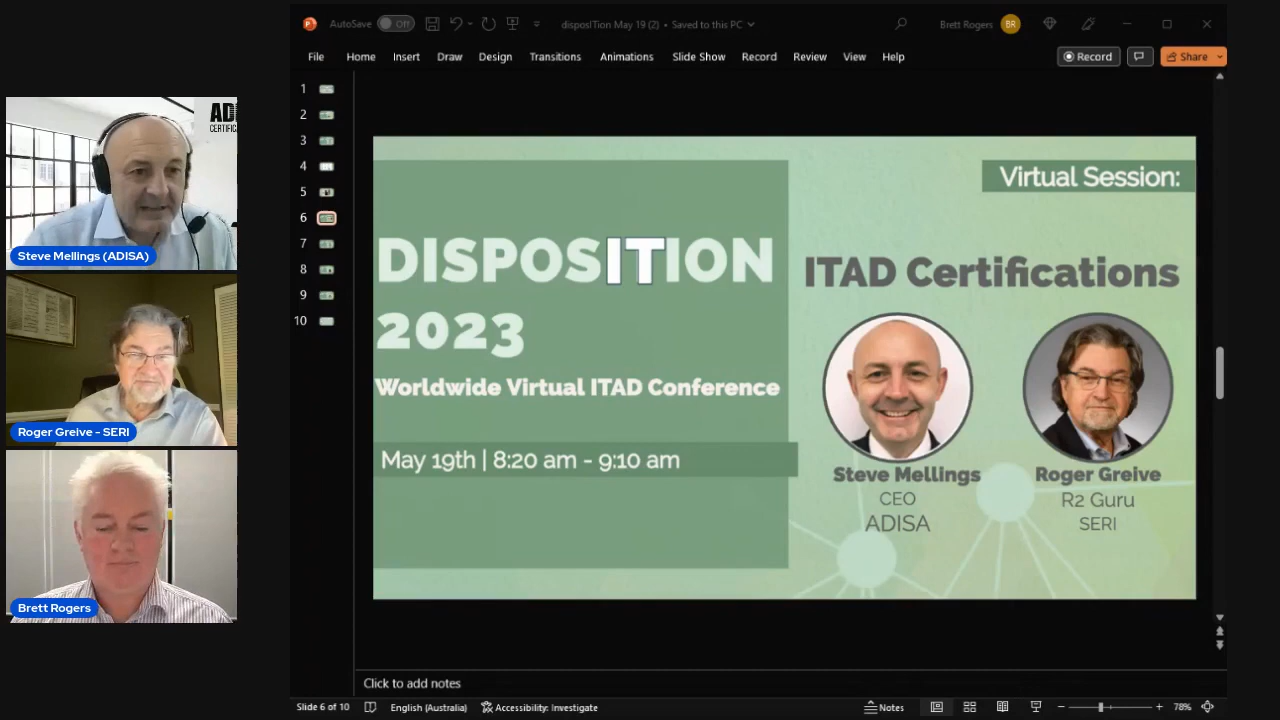 AutoSave Off
disposITion May 19 (2) • Saved to this PC
Brett Rogers BR
File Home Insert Draw Design Transitions Animations Slide Show Record Review View Help Record Share
1
2
3
4
5
6
7
8
9
10
Steve Mellings (ADISA)
Roger Greive - SERI
Brett Rogers
DISPOSITION
2023
Worldwide Virtual ITAD Conference
May 19th | 8:20 am - 9:10 am
Virtual Session:
ITAD Certifications
Steve Mellings
CEO
ADISA
Roger Greive
R2 Guru
SERI
Click to add notes
Slide 6 of 10 English (Australia) Accessibility: Investigate Notes 78%